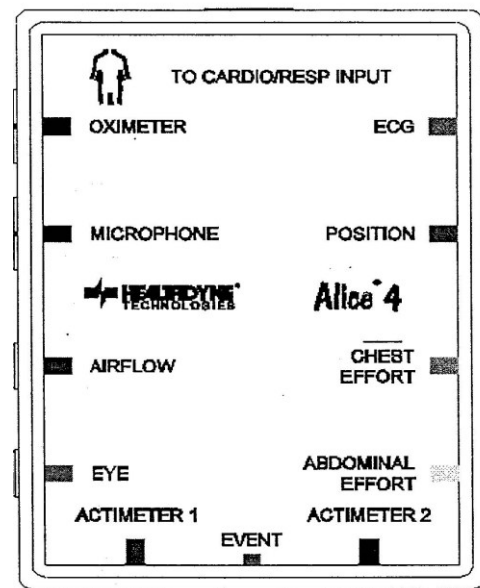 TO CARDIO/RESP INPUT
OXIMETER
ECG
MICROPHONE
POSITION
HEALTHDYNE
TECHNOLOGIES
Alice 4
AIRFLOW
CHEST
EFFORT
EYE
ABDOMINAL
EFFORT
ACTIMETER 1
EVENT
ACTIMETER 2